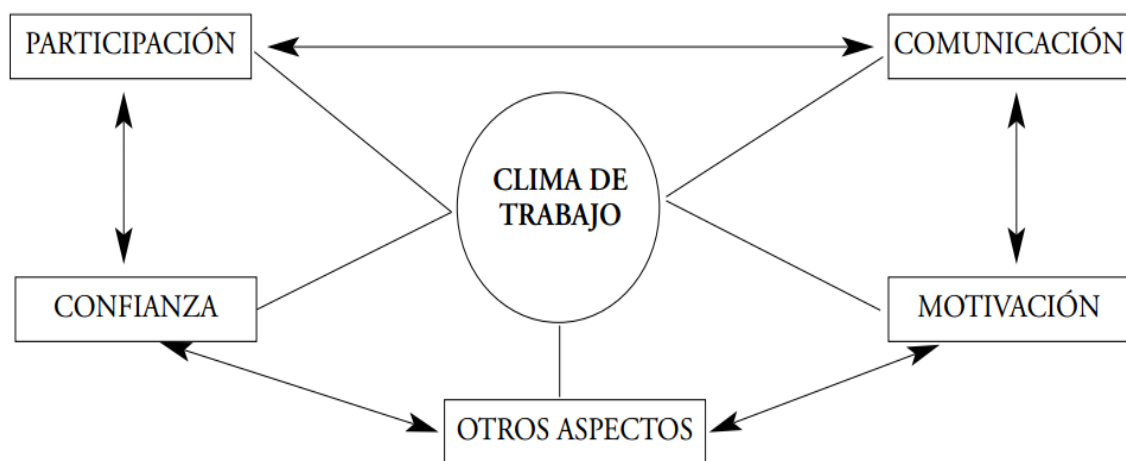 PARTICIPACIÓN
COMUNICACIÓN
CLIMA DE
TRABAJO
CONFIANZA
MOTIVACIÓN
OTROS ASPECTOS